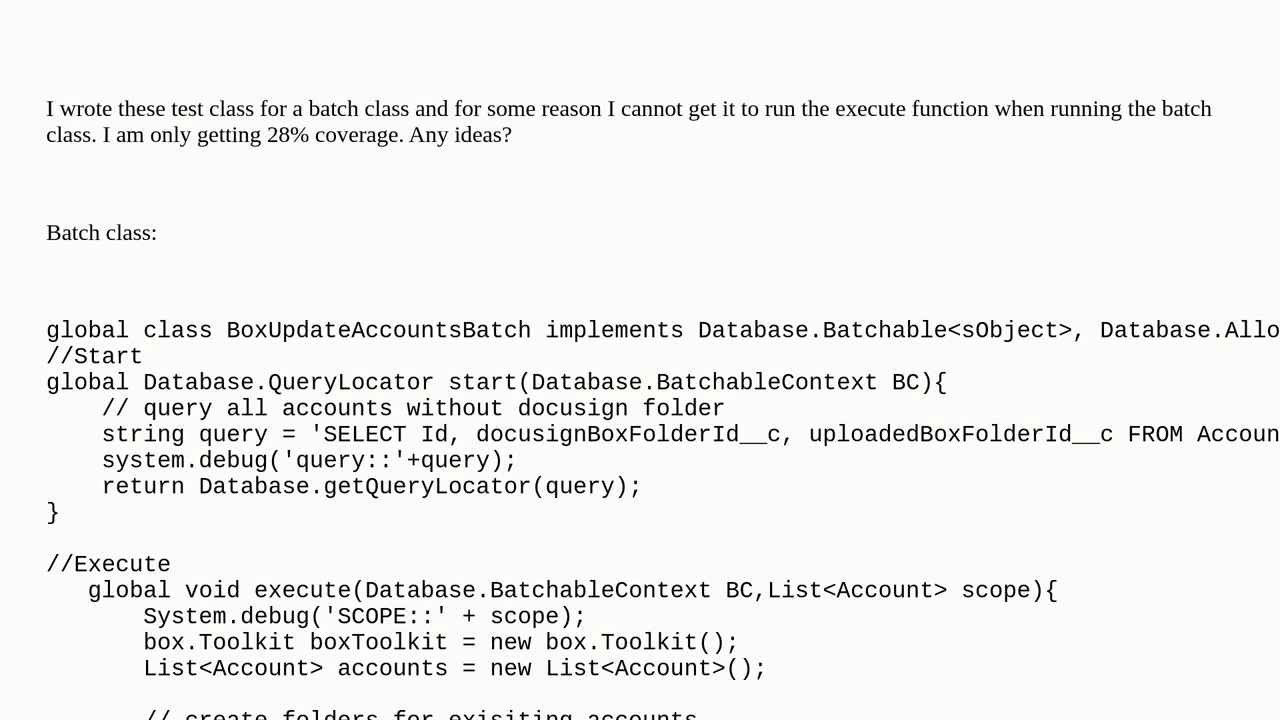 I wrote these test class for a batch class and for some reason I cannot get it to run the execute function when running the batch
class. I am only getting 28% coverage. Any ideas?
Batch class:
global class BoxUpdateAccountsBatch implements Database.Batchable<sObject>, Database.Allo
//Start
global Database.QueryLocator start(Database.BatchableContext BC){
    // query all accounts without docusign folder
    string query = 'SELECT Id, docusignBoxFolderId__c, uploadedBoxFolderId__c FROM Accoun
    system.debug('query::'+query);
    return Database.getQueryLocator(query);
}
//Execute
   global void execute(Database.BatchableContext BC,List<Account> scope){
       System.debug('SCOPE::' + scope);
       box.Toolkit boxToolkit = new box.Toolkit();
       List<Account> accounts = new List<Account>();
       // create folders for exisiting accounts